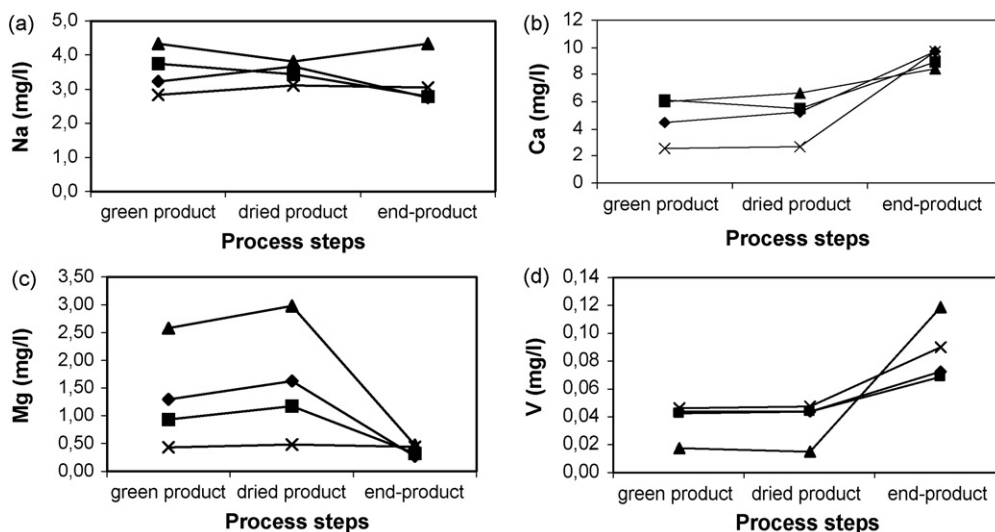 (a)
5,0
4,0
3,0
2,0
1,0
0,0
Na (mg/l)
green product dried product end-product
Process steps
(b)
12
10
8
6
4
2
0
Ca (mg/l)
green product dried product end-product
Process steps
(c)
3,50
3,00
2,50
2,00
1,50
1,00
0,50
0,00
Mg (mg/l)
green product dried product end-product
Process steps
(d)
0,14
0,12
0,10
0,08
0,06
0,04
0,02
0,00
V (mg/l)
green product dried product end-product
Process steps